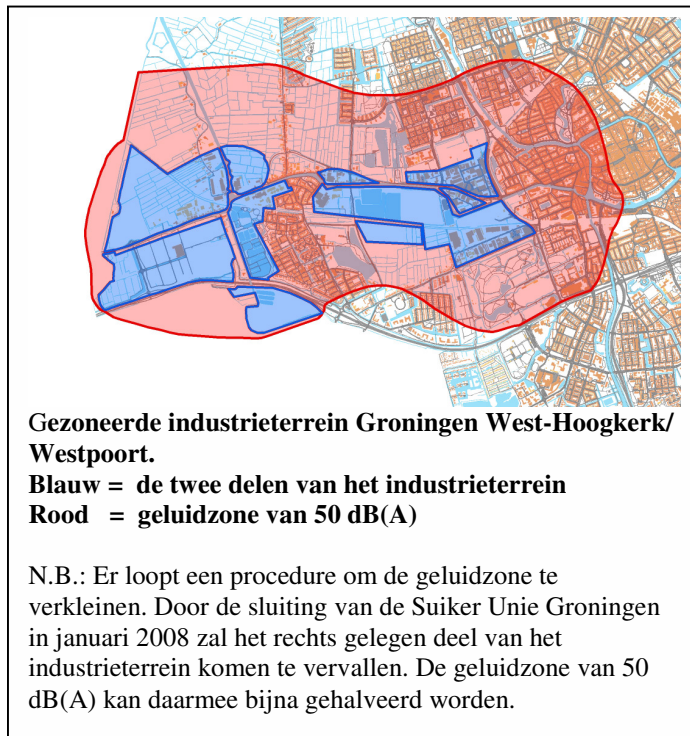 Gezoneerde industrieterrein Groningen West-Hoogkerk/
Westpoort.
Blauw = de twee delen van het industrieterrein
Rood = geluidzone van 50 dB(A)
N.B.: Er loopt een procedure om de geluidzone te
verkleinen. Door de sluiting van de Suiker Unie Groningen
in januari 2008 zal het rechts gelegen deel van het
industrieterrein komen te vervallen. De geluidzone van 50
dB(A) kan daarmee bijna gehalveerd worden.